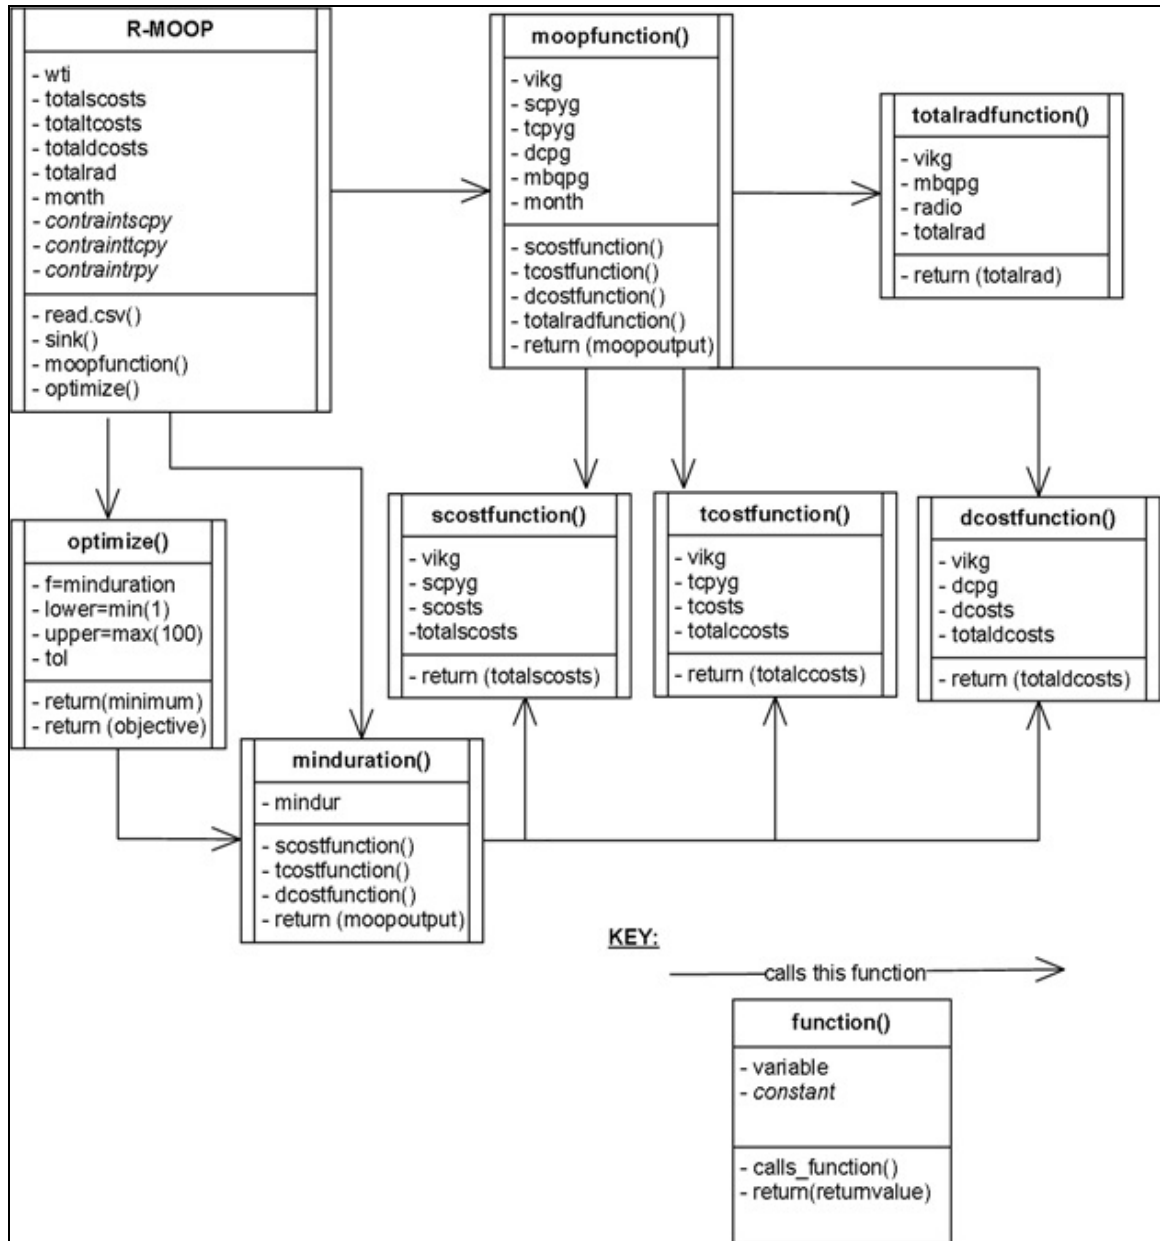 R-MOOP
- wti
- totalscosts
- totaltcosts
- totaldcosts
- totalrad
- month
- contraintscpy
- contrainttcpy
- contraintrpy
- read.csv()
- sink()
- moopfunction()
- optimize()
moopfunction()
- vikg
- scpyg
- tcpyg
- dcpg
- mbqpg
- month
- scostfunction()
- tcostfunction()
- dcostfunction()
- totalradfunction()
- return (moopoutput)
totalradfunction()
- vikg
- mbqpg
- radio
- totalrad
- return (totalrad)
optimize()
- f=minduration
- lower=min(1)
- upper=max(100)
- tol
- return(minimum)
- return (objective)
scostfunction()
- vikg
- scpyg
- scosts
-totalscosts
- return (totalscosts)
tcostfunction()
- vikg
- tcpyg
- tcosts
- totalccosts
- return (totalccosts)
dcostfunction()
- vikg
- dcpg
- dcosts
- totaldcosts
- return (totaldcosts)
minduration()
- mindur
- scostfunction()
- tcostfunction()
- dcostfunction()
- return (moopoutput)
KEY:
calls this function
function()
- variable
- constant
- calls_function()
- return(returnvalue)